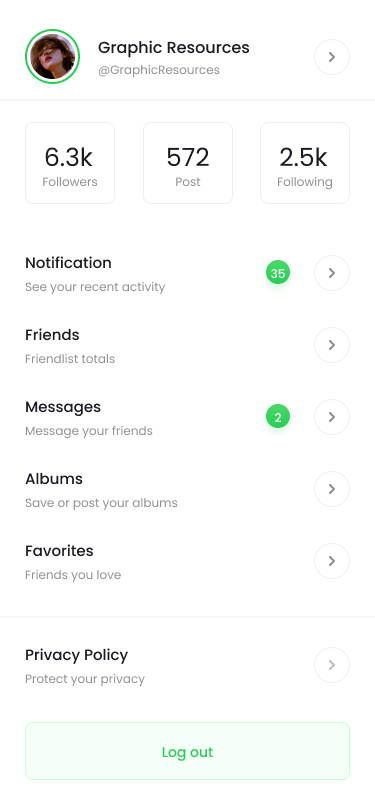 Graphic Resources
@GraphicResources
6.3k
Followers
572
Post
2.5k
Following
Notification
See your recent activity
35
Friends
Friendlist totals
Messages
Message your friends
2
Albums
Save or post your albums
Favorites
Friends you love
Privacy Policy
Protect your privacy
Log out